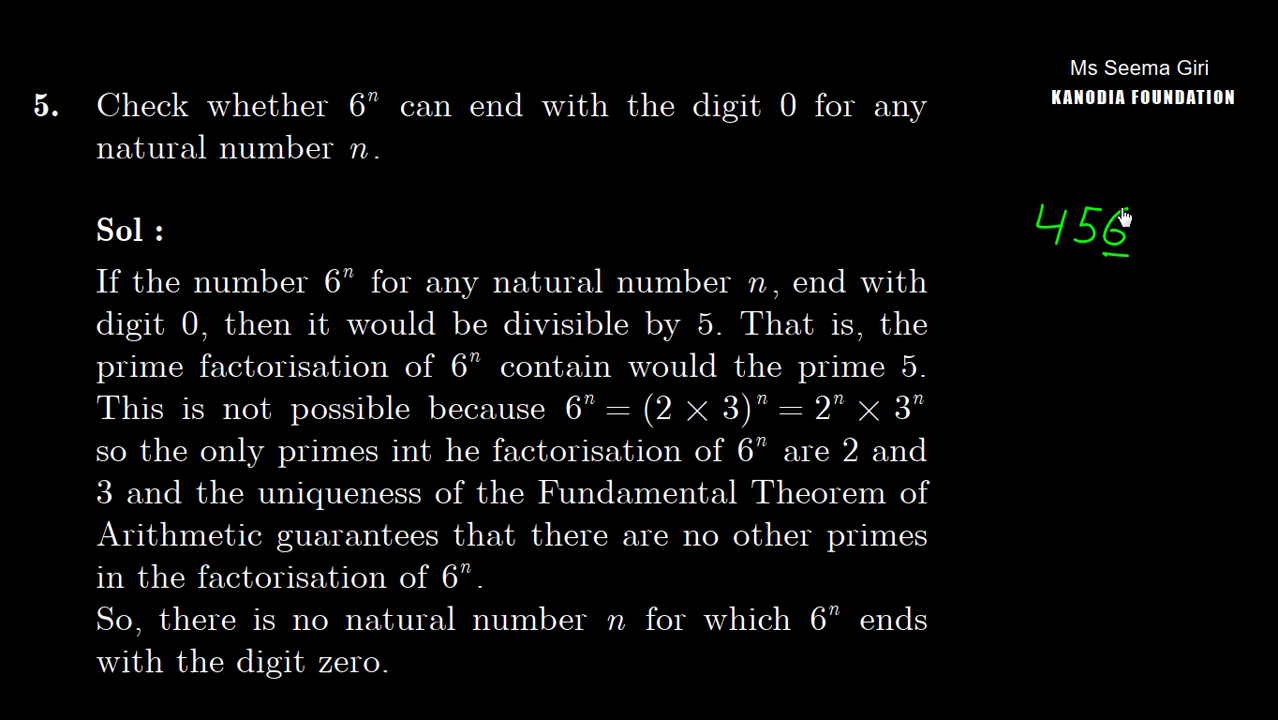 Ms Seema Giri
KANODIA FOUNDATION
5. Check whether 6ⁿ can end with the digit 0 for any
natural number n.
456
Sol :
If the number 6ⁿ for any natural number n, end with
digit 0, then it would be divisible by 5. That is, the
prime factorisation of 6ⁿ contain would the prime 5.
This is not possible because 6ⁿ = (2 × 3)ⁿ = 2ⁿ × 3ⁿ
so the only primes int he factorisation of 6ⁿ are 2 and
3 and the uniqueness of the Fundamental Theorem of
Arithmetic guarantees that there are no other primes
in the factorisation of 6ⁿ.
So, there is no natural number n for which 6ⁿ ends
with the digit zero.